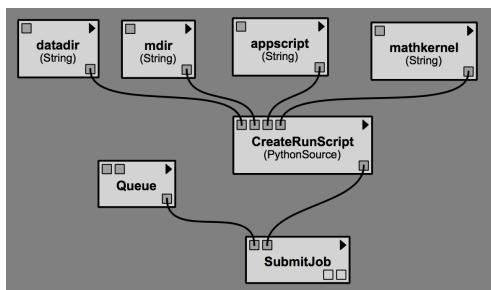 datadir
(String)
mdir
(String)
appscript
(String)
mathkernel
(String)
CreateRunScript
(PythonSource)
Queue
SubmitJob